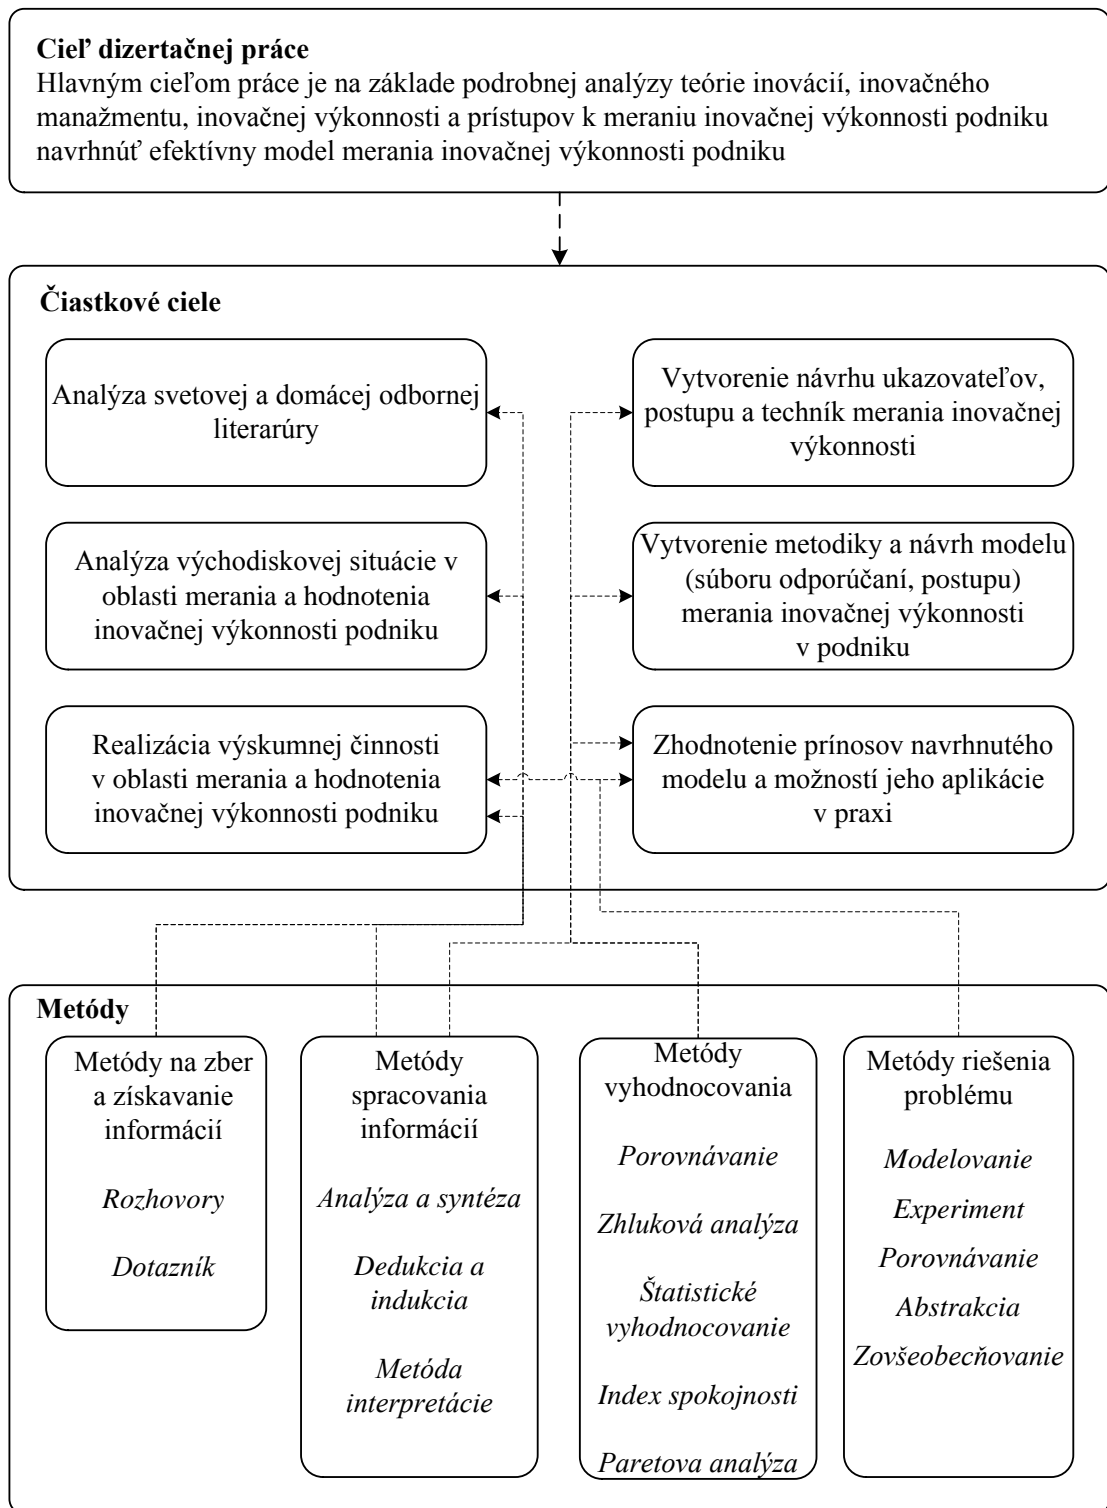 Cieľ dizertačnej práce
Hlavným cieľom práce je na základe podrobnej analýzy teórie inovácií, inovačného
manažmentu, inovačnej výkonnosti a prístupov k meraniu inovačnej výkonnosti podniku
navrhnúť efektívny model merania inovačnej výkonnosti podniku
Čiastkové ciele
Analýza svetovej a domácej odbornej
literarúry
Analýza východiskovej situácie v
oblasti merania a hodnotenia
inovačnej výkonnosti podniku
Realizácia výskumnej činnosti
v oblasti merania a hodnotenia
inovačnej výkonnosti podniku
Vytvorenie návrhu ukazovateľov,
postupu a techník merania inovačnej
výkonnosti
Vytvorenie metodiky a návrh modelu
(súboru odporúčaní, postupu)
merania inovačnej výkonnosti
v podniku
Zhodnotenie prínosov navrhnutého
modelu a možností jeho aplikácie
v praxi
Metódy
Metódy na zber
a získavanie
informácií
Rozhovory
Dotazník
Metódy
spracovania
informácií
Analýza a syntéza
Dedukcia a
indukcia
Metóda
interpretácie
Metódy
vyhodnocovania
Porovnávanie
Zhluková analýza
Štatistické
vyhodnocovanie
Index spokojnosti
Paretova analýza
Metódy riešenia
problému
Modelovanie
Experiment
Porovnávanie
Abstrakcia
Zovšeobecňovanie